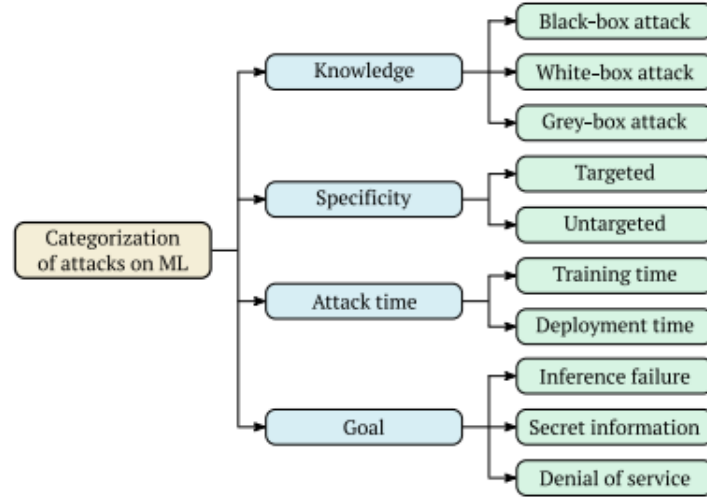 Categorization
of attacks on ML
Knowledge
Black-box attack
White-box attack
Grey-box attack
Specificity
Targeted
Untargeted
Attack time
Training time
Deployment time
Goal
Inference failure
Secret information
Denial of service